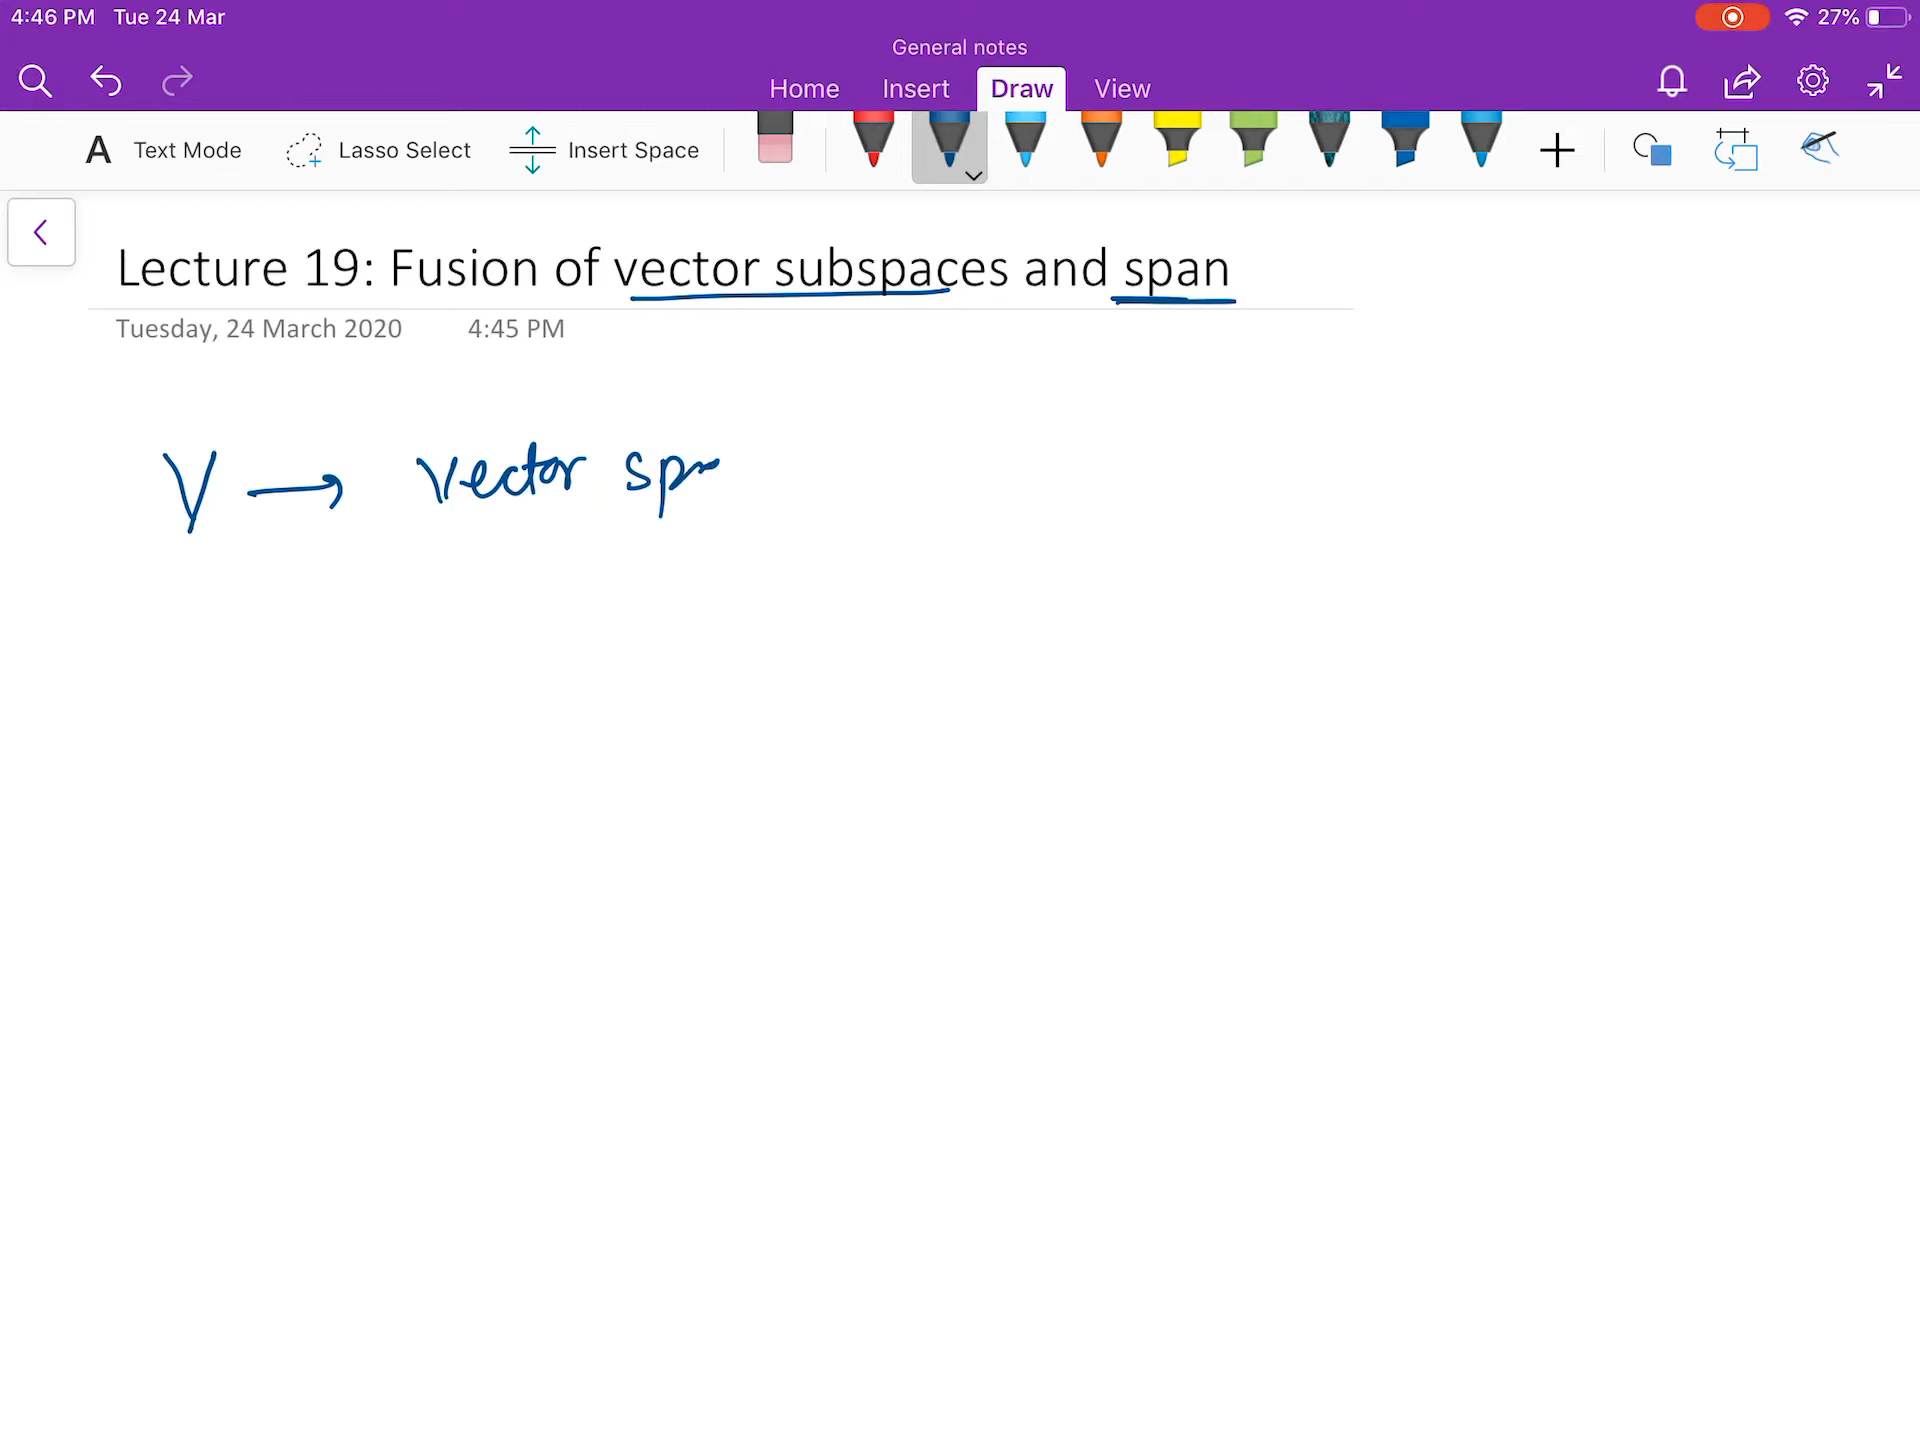 4:46 PM Tue 24 Mar
27%
General notes
Home Insert Draw View
A Text Mode Lasso Select Insert Space
Lecture 19: Fusion of vector subspaces and span
Tuesday, 24 March 2020 4:45 PM
V → vector spa